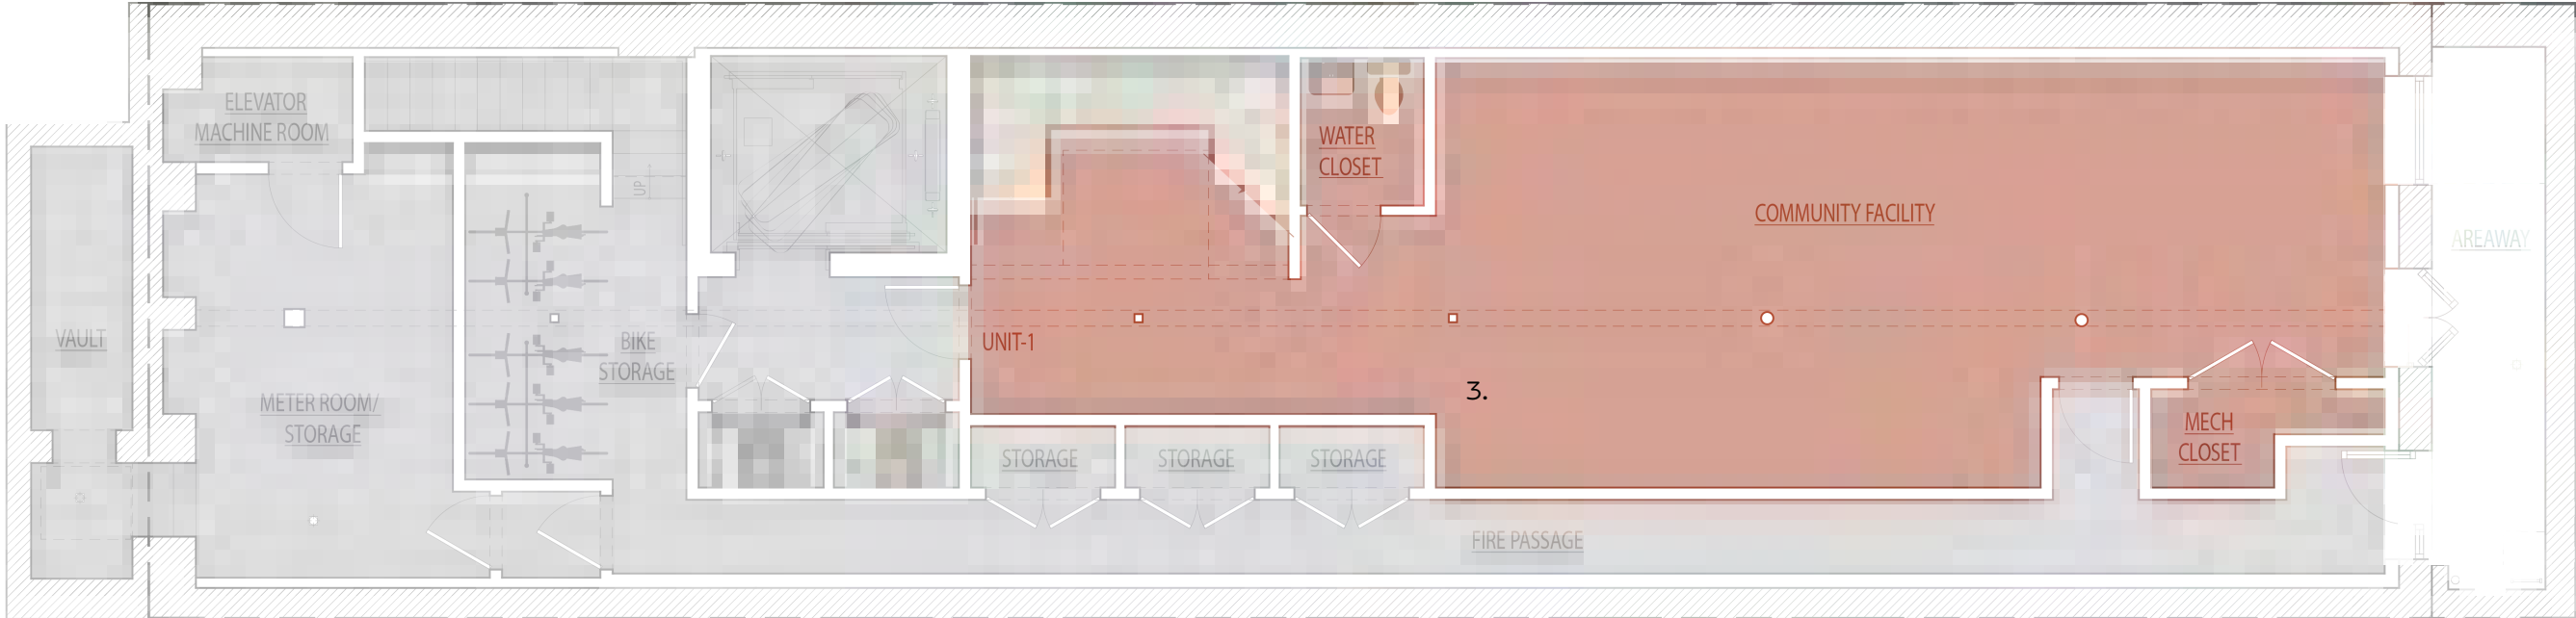 ELEVATOR
MACHINE ROOM
UP
WATER
CLOSET
COMMUNITY FACILITY
AREAWAY
VAULT
BIKE
STORAGE
UNIT-1
METER ROOM/
STORAGE
3.
MECH
CLOSET
STORAGE
STORAGE
STORAGE
FIRE PASSAGE